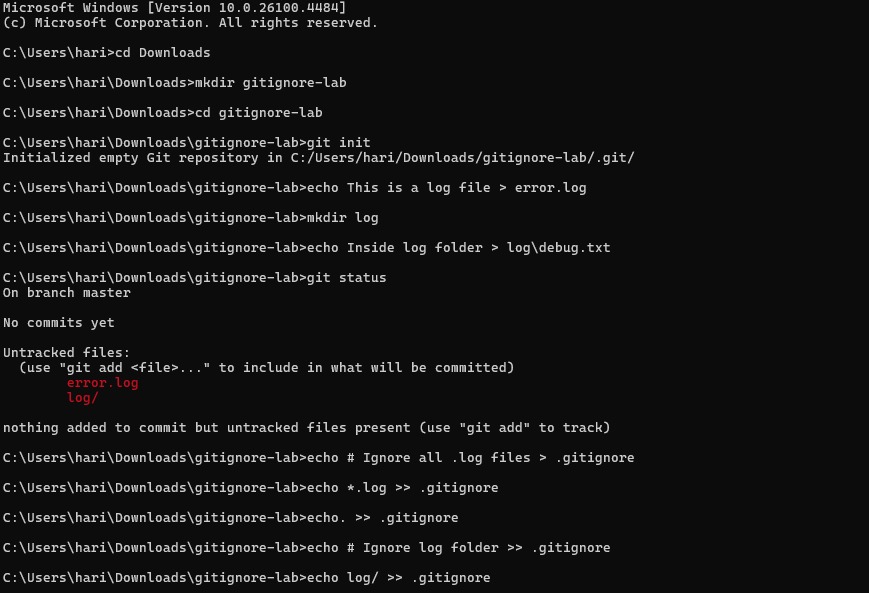 Microsoft Windows [Version 10.0.26100.4484]
(c) Microsoft Corporation. All rights reserved.
C:\Users\hari>cd Downloads
C:\Users\hari\Downloads>mkdir gitignore-lab
C:\Users\hari\Downloads>cd gitignore-lab
C:\Users\hari\Downloads\gitignore-lab>git init
Initialized empty Git repository in C:/Users/hari/Downloads/gitignore-lab/.git/
C:\Users\hari\Downloads\gitignore-lab>echo This is a log file > error.log
C:\Users\hari\Downloads\gitignore-lab>mkdir log
C:\Users\hari\Downloads\gitignore-lab>echo Inside log folder > log\debug.txt
C:\Users\hari\Downloads\gitignore-lab>git status
On branch master
No commits yet
Untracked files:
  (use "git add <file>..." to include in what will be committed)
        error.log
        log/
nothing added to commit but untracked files present (use "git add" to track)
C:\Users\hari\Downloads\gitignore-lab>echo # Ignore all .log files > .gitignore
C:\Users\hari\Downloads\gitignore-lab>echo *.log >> .gitignore
C:\Users\hari\Downloads\gitignore-lab>echo. >> .gitignore
C:\Users\hari\Downloads\gitignore-lab>echo # Ignore log folder >> .gitignore
C:\Users\hari\Downloads\gitignore-lab>echo log/ >> .gitignore